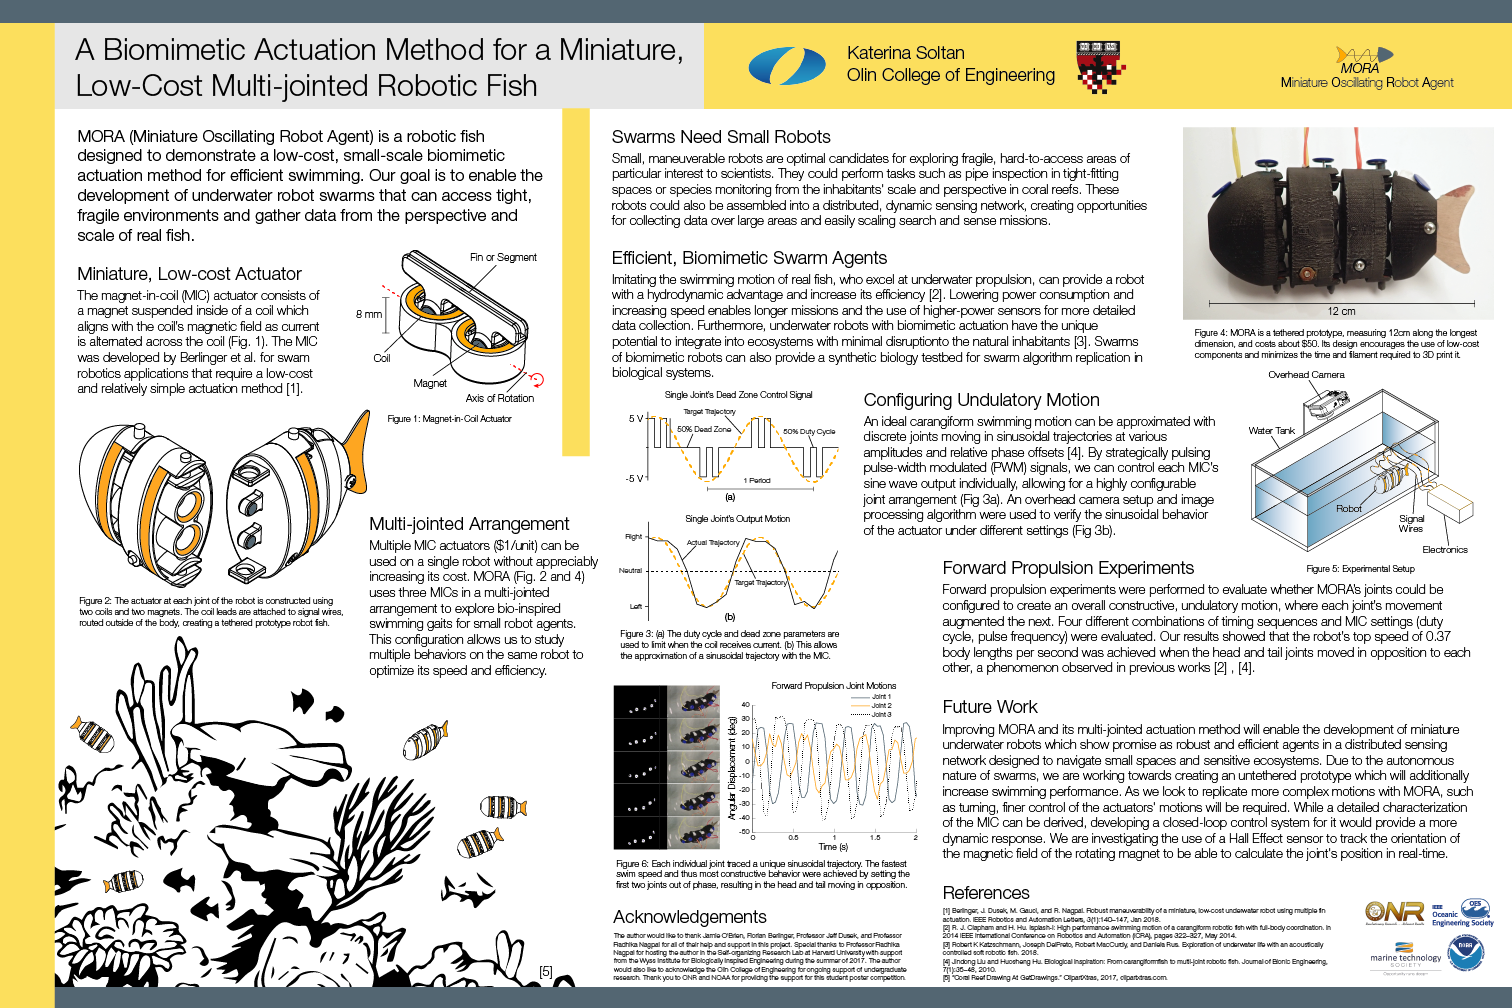 A Biomimetic Actuation Method for a Miniature,
Low-Cost Multi-jointed Robotic Fish
Katerina Soltan
Olin College of Engineering
MORA
Miniature Oscillating Robot Agent
MORA (Miniature Oscillating Robot Agent) is a robotic fish
designed to demonstrate a low-cost, small-scale biomimetic
actuation method for efficient swimming. Our goal is to enable the
development of underwater robot swarms that can access tight,
fragile environments and gather data from the perspective and
scale of real fish.
Miniature, Low-cost Actuator
The magnet-in-coil (MIC) actuator consists of
a magnet suspended inside of a coil which
aligns with the coil's magnetic field as current
is alternated across the coil (Fig. 1). The MIC
was developed by Berlinger et al. for swam
robotics applications that require a low-cost
and relatively simple actuation method [1].
Fin or Segment
8 mm
Coil
Magnet
Axis of Rotation
Figure 1: Magnet-in-Coil Actuator
Figure 2: The actuator at each joint of the robot is constructed using
two coils and two magnets. The coil leads are attached to signal wires,
routed outside of the body, creating a tethered prototype robot fish.
Multi-jointed Arrangement
Multiple MIC actuators ($1/unit) can be
used on a single robot without appreciably
increasing its cost. MORA (Fig. 2 and 4)
uses three MICs in a multi-jointed
arrangement to explore bio-inspired
swimming gaits for small robot agents.
This configuration allows us to study
multiple behaviors on the same robot to
optimize its speed and efficiency.
[5]
Swarms Need Small Robots
Small, maneuverable robots are optimal candidates for exploring fragile, hard-to-access areas of
particular interest to scientists. They could perform tasks such as pipe inspection in tight-fitting
spaces or species monitoring from the inhabitants' scale and perspective in coral reefs. These
robots could also be assembled into a distributed, dynamic sensing network, creating opportunities
for collecting data over large areas and easily scaling search and sense missions.
Efficient, Biomimetic Swarm Agents
Imitating the swimming motion of real fish, who excel at underwater propulsion, can provide a robot
with a hydrodynamic advantage and increase its efficiency [2]. Lowering power consumption and
increasing speed enables longer missions and the use of higher-power sensors for more detailed
data collection. Furthermore, underwater robots with biomimetic actuation have the unique
potential to integrate into ecosystems with minimal disruptionto the natural inhabitants [3]. Swarms
of biomimetic robots can also provide a synthetic biology testbed for swarm algorithm replication in
biological systems.
Single Joint's Dead Zone Control Signal
Target Trajectory
5 V
50% Dead Zone
50% Duty Cycle
-5 V
1 Period
(a)
Single Joint's Output Motion
Right
Actual Trajectory
Neutral
Target Trajectory
Left
(b)
Figure 3: (a) The duty cycle and dead zone parameters are
used to limit when the coil receives current. (b) This allows
the approximation of a sinusoidal trajectory with the MIC.
Configuring Undulatory Motion
An ideal carangiform swimming motion can be approximated with
discrete joints moving in sinusoidal trajectories at various
amplitudes and relative phase offsets [4]. By strategically pulsing
pulse-width modulated (PWM) signals, we can control each MIC's
sine wave output individually, allowing for a highly configurable
joint arrangement (Fig 3a). An overhead camera setup and image
processing algorithm were used to verify the sinusoidal behavior
of the actuator under different settings (Fig 3b).
12 cm
Figure 4: MORA is a tethered prototype, measuring 12cm along the longest
dimension, and costs about $50. Its design encourages the use of low-cost
components and minimizes the time and filament required to 3D print it.
Overhead Camera
Water Tank
Robot
Signal
Wires
Electronics
Figure 5: Experimental Setup
Forward Propulsion Experiments
Forward propulsion experiments were performed to evaluate whether MORA's joints could be
configured to create an overall constructive, undulatory motion, where each joint's movement
augmented the next. Four different combinations of timing sequences and MIC settings (duty
cycle, pulse frequency) were evaluated. Our results showed that the robot's top speed of 0.37
body lengths per second was achieved when the head and tail joints moved in opposition to each
other, a phenomenon observed in previous works [2] , [4].
Forward Propulsion Joint Motions
Joint 1
Joint 2
Joint 3
Angular Displacement (deg)
40
30
20
10
0
-10
-20
-30
-40
-50
0 0.5 1 1.5 2
Time (s)
Figure 6: Each individual joint traced a unique sinusoidal trajectory. The fastest
swim speed and thus most constructive behavior were achieved by setting the
first two joints out of phase, resulting in the head and tail moving in opposition.
Future Work
Improving MORA and its multi-jointed actuation method will enable the development of miniature
underwater robots which show promise as robust and efficient agents in a distributed sensing
network designed to navigate small spaces and sensitive ecosystems. Due to the autonomous
nature of swarms, we are working towards creating an untethered prototype which will additionally
increase swimming performance. As we look to replicate more complex motions with MORA, such
as turning, finer control of the actuators' motions will be required. While a detailed characterization
of the MIC can be derived, developing a closed-loop control system for it would provide a more
dynamic response. We are investigating the use of a Hall Effect sensor to track the orientation of
the magnetic field of the rotating magnet to be able to calculate the joint's position in real-time.
Acknowledgements
The author would like to thank Jamie O'Brien, Florian Berlinger, Professor Jeff Dusek, and Professor
Radhika Nagpal for all of their help and support in this project. Special thanks to Professor Radhika
Nagpal for hosting the author in the Self-organizing Research Lab at Harvard University with support
from the Wyss Institute for Biologically Inspired Engineering during the summer of 2017. The author
would also like to acknowledge the Olin College of Engineering for ongoing support of undergraduate
research. Thank you to ONR and NOAA for providing the support for this student poster competition.
References
[1] Berlinger, J. Dusek, M. Gauci, and R. Nagpal. Robust maneuverability of a miniature, low-cost underwater robot using multiple fin
actuation. IEEE Robotics and Automation Letters, 3(1):140–147, Jan 2018.
[2] R. J. Clapham and H. Hu. Isplash-I: High performance swimming motion of a carangiform robotic fish with full-body coordination. In
2014 IEEE International Conference on Robotics and Automation (ICRA), pages 322–327, May 2014.
[3] Robert K Katzschmann, Joseph DelPreto, Robert MacCurdy, and Daniela Rus. Exploration of underwater life with an acoustically
controlled soft robotic fish. 2018.
[4] Jindong Liu and Huosheng Hu. Biological inspiration: From carangiformfish to multi-joint robotic fish. Journal of Bionic Engineering,
7(1):35–48, 2010.
[5] "Coral Reef Drawing At GetDrawings." ClipartXtras, 2017, clipartxtras.com.
ONR
IEEE
Oceanic
Engineering Society
OES
marine technology
SOCIETY
NOAA